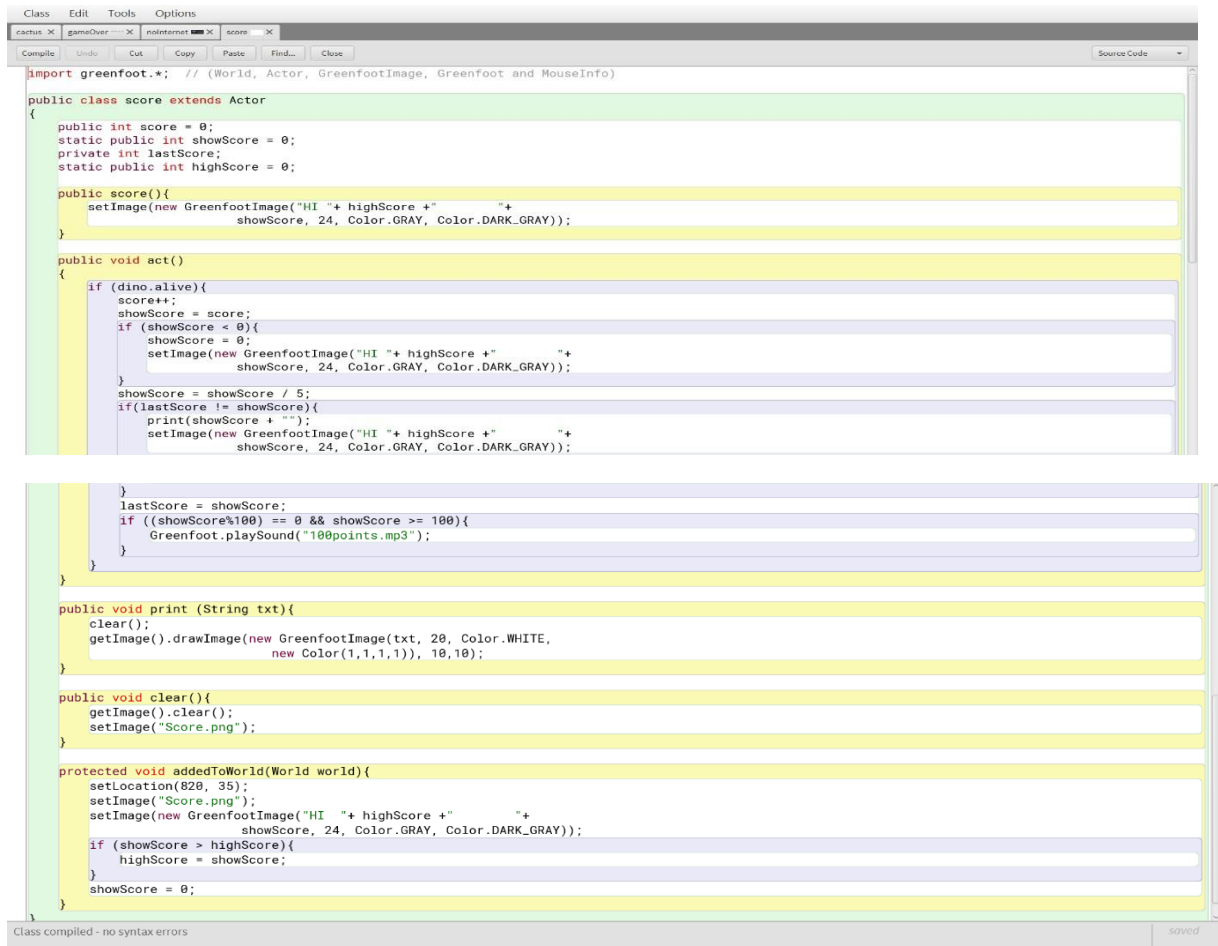 Class Edit Tools Options
cactus × gameOver × noInternet × score ×
Compile Undo Cut Copy Paste Find... Close Source Code
import greenfoot.*;  // (World, Actor, GreenfootImage, Greenfoot and MouseInfo)
public class score extends Actor
{
    public int score = 0;
    static public int showScore = 0;
    private int lastScore;
    static public int highScore = 0;
    public score(){
        setImage(new GreenfootImage("HI "+ highScore +"        "+
                            showScore, 24, Color.GRAY, Color.DARK_GRAY));
    }
    public void act()
    {
        if (dino.alive){
            score++;
            showScore = score;
            if (showScore < 0){
                showScore = 0;
                setImage(new GreenfootImage("HI "+ highScore +"        "+
                            showScore, 24, Color.GRAY, Color.DARK_GRAY));
            }
            showScore = showScore / 5;
            if(lastScore != showScore){
                print(showScore + "");
                setImage(new GreenfootImage("HI "+ highScore +"        "+
                            showScore, 24, Color.GRAY, Color.DARK_GRAY));
            }
            lastScore = showScore;
            if ((showScore%100) == 0 && showScore >= 100){
                Greenfoot.playSound("100points.mp3");
            }
        }
    }
    public void print (String txt){
        clear();
        getImage().drawImage(new GreenfootImage(txt, 20, Color.WHITE,
                                new Color(1,1,1,1)), 10,10);
    }
    public void clear(){
        getImage().clear();
        setImage("Score.png");
    }
    protected void addedToWorld(World world){
        setLocation(820, 35);
        setImage("Score.png");
        setImage(new GreenfootImage("HI  "+ highScore +"        "+
                            showScore, 24, Color.GRAY, Color.DARK_GRAY));
        if (showScore > highScore){
            highScore = showScore;
        }
        showScore = 0;
    }
}
Class compiled - no syntax errors saved